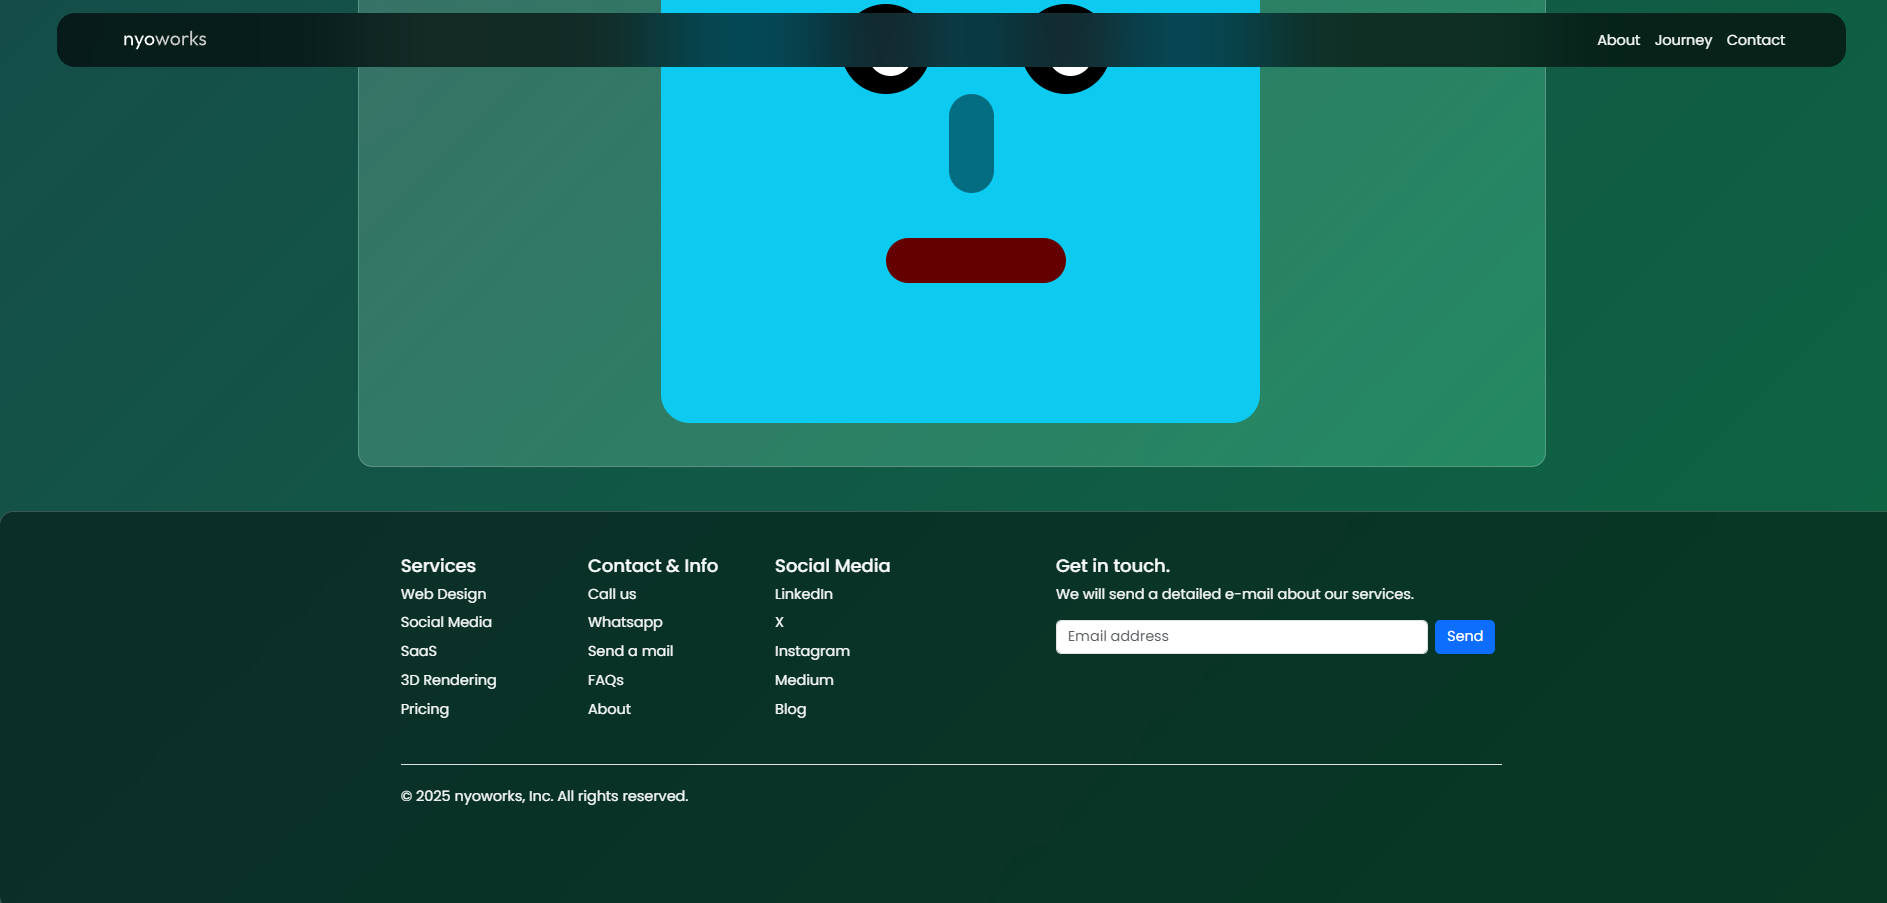 nyoworks
About Journey Contact
Services
Web Design
Social Media
SaaS
3D Rendering
Pricing
Contact & Info
Call us
Whatsapp
Send a mail
FAQs
About
Social Media
LinkedIn
X
Instagram
Medium
Blog
Get in touch.
We will send a detailed e-mail about our services.
Email address
Send
© 2025 nyoworks, Inc. All rights reserved.